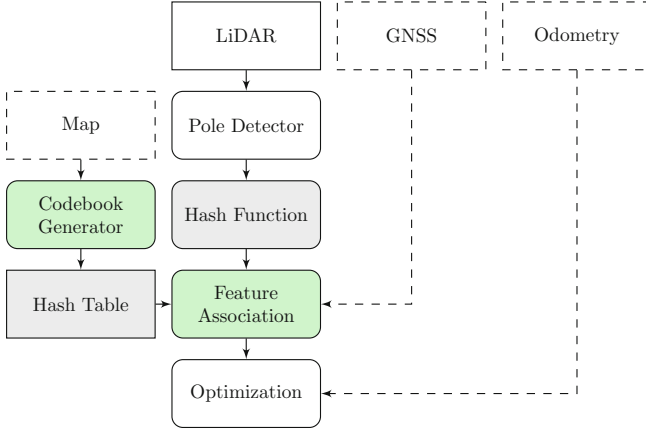 LiDAR
GNSS
Odometry
Map
Pole Detector
Codebook
Generator
Hash Function
Hash Table
Feature
Association
Optimization